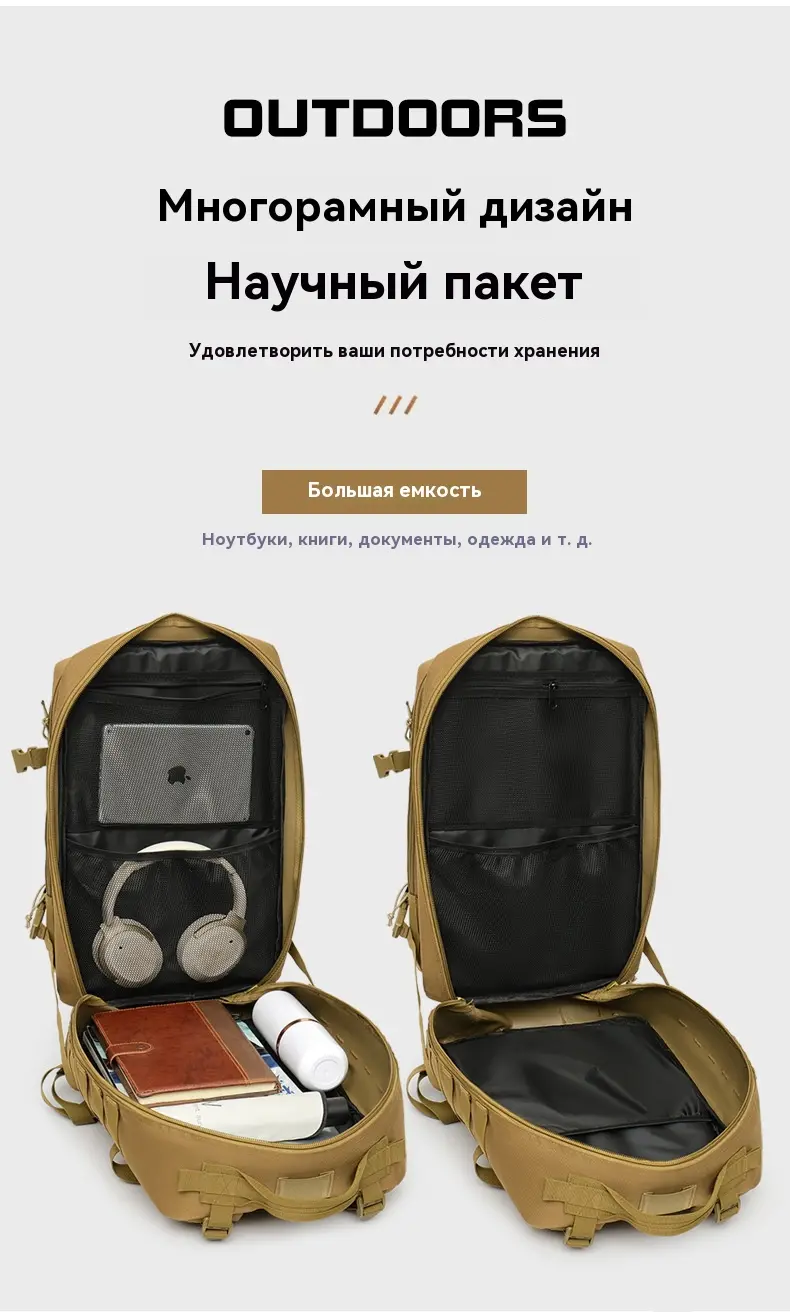 OUTDOORS
Многорамный дизайн
Научный пакет
Удовлетворить ваши потребности хранения
Большая емкость
Ноутбуки, книги, документы, одежда и т. д.